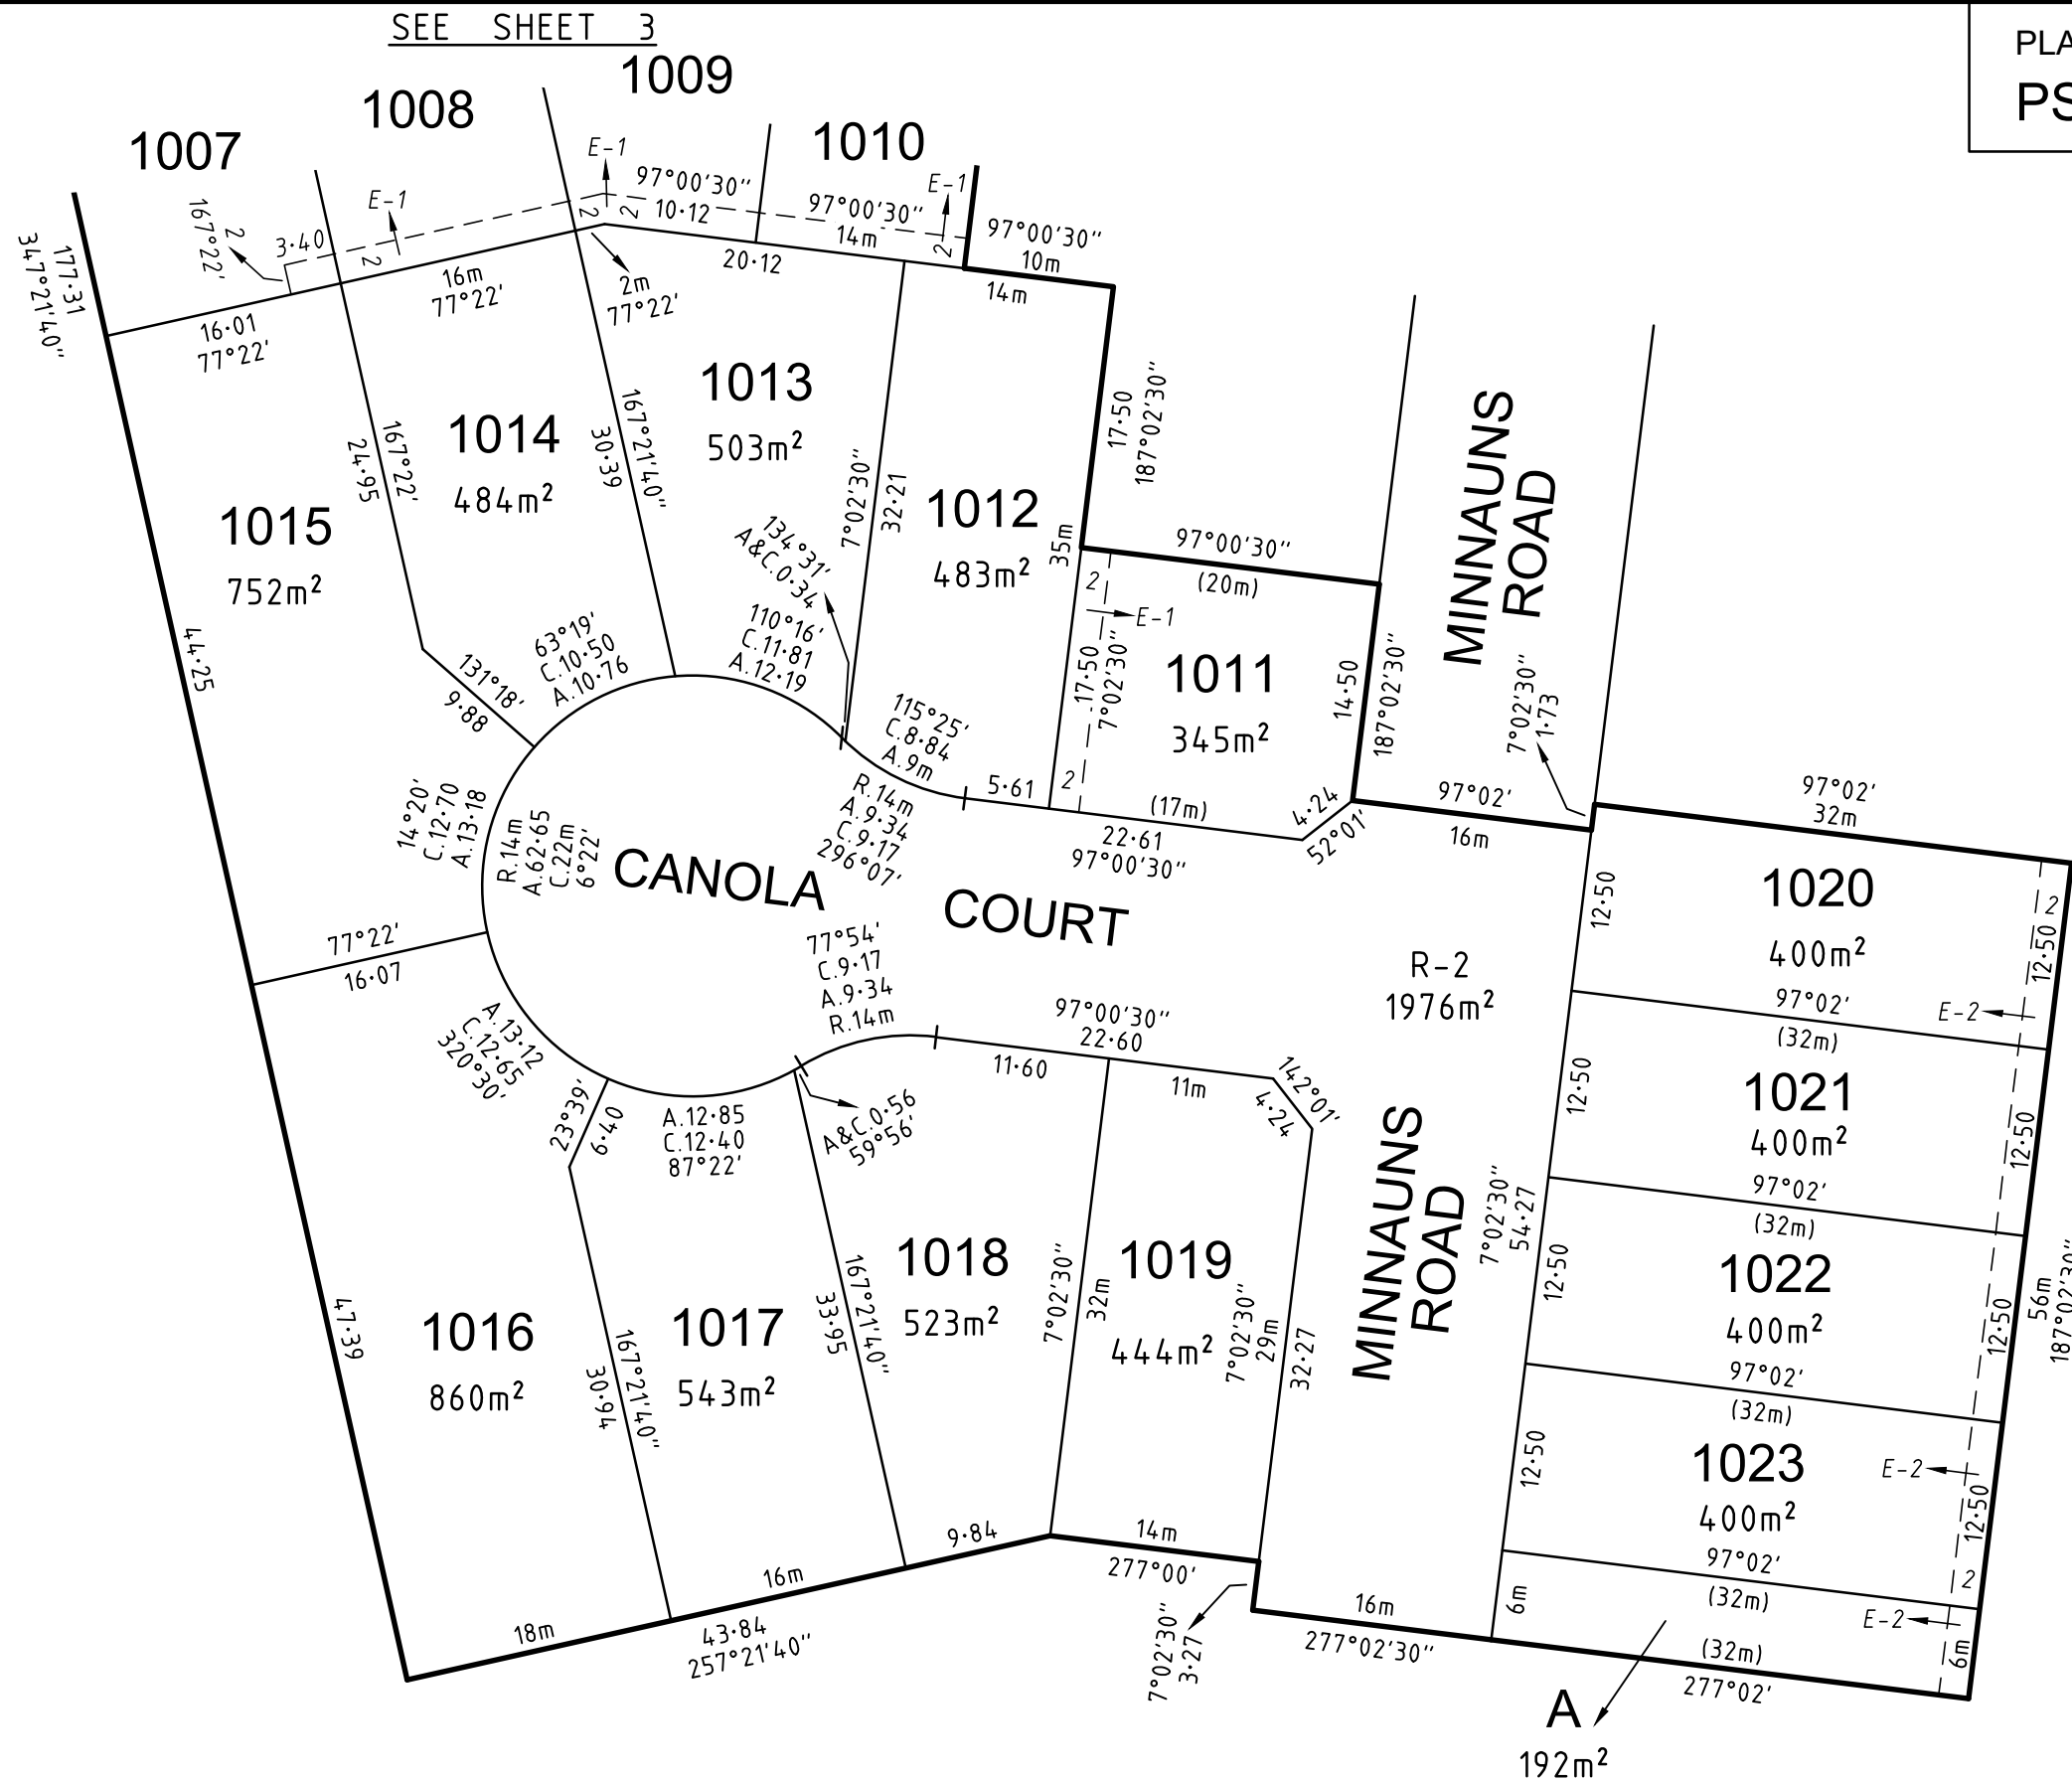 SEE SHEET 3
PLA
PS
1007
1008
1009
1010
177·31
347°21'40"
2
167°22'
3·40
E-1
2
16·01
77°22'
16m
77°22'
E-1
2
2
97°00'30"
10·12
20·12
2m
77°22'
97°00'30"
14m
E-1
2
97°00'30"
10m
14m
17·50
187°02'30"
1015
752m²
44·25
24·95
167°22'
1014
484m²
30·39
167°21'40"
1013
503m²
7°02'30"
32·21
1012
483m²
35m
134°31'
A&C.0·34
110°16'
C.11·81
A.12·19
63°19'
C.10·50
A.10·76
131°18'
9·88
115°25'
C.8·84
A.9m
5·61
97°00'30"
(20m)
2
E-1
17·50
7°02'30"
2
1011
345m²
14·50
187°02'30"
(17m)
22·61
97°00'30"
4·24
52°01'
MINNAUNS
ROAD
7°02'30"
1·73
97°02'
16m
97°02'
32m
14°20'
C.12·70
A.13·18
R.14m
A.62·65
C.22m
6°22'
R.14m
A.9·34
C.9·17
296°07'
CANOLA
COURT
77°54'
C.9·17
A.9·34
R.14m
77°22'
16·07
A.13·12
C.12·65
320°30'
23°39'
6·40
A.12·85
C.12·40
87°22'
A&C.0·56
59°56'
97°00'30"
22·60
11·60
11m
142°01'
4·24
R-2
1976m²
12·50
1020
400m²
2
12·50
97°02'
E-2
(32m)
12·50
1021
400m²
12·50
97°02'
(32m)
12·50
1022
400m²
12·50
97°02'
(32m)
56m
187°02'30"
12·50
1023
400m²
E-2
12·50
2
97°02'
(32m)
E-2
MINNAUNS
ROAD
7°02'30"
54·27
47·39
1016
860m²
30·94
167°21'40"
1017
543m²
33·95
167°21'40"
1018
523m²
7°02'30"
32m
1019
444m²
7°02'30"
29m
32·27
18m
16m
9·84
43·84
257°21'40"
14m
277°00'
7°02'30"
3·27
16m
277°02'30"
6m
(32m)
6m
277°02'
A
192m²